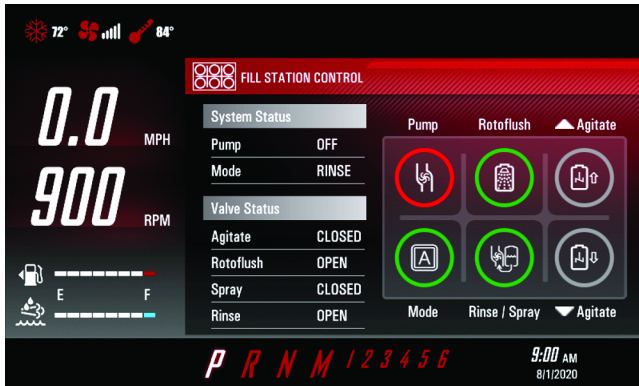 72° 84°
FILL STATION CONTROL
0.0 MPH
900 RPM
E F
System Status
Pump OFF
Mode RINSE
Valve Status
Agitate CLOSED
Rotoflush OPEN
Spray CLOSED
Rinse OPEN
Pump Rotoflush Agitate
A
Mode Rinse / Spray Agitate
P R N M 1 2 3 4 5 6
9:00 AM
8/1/2020